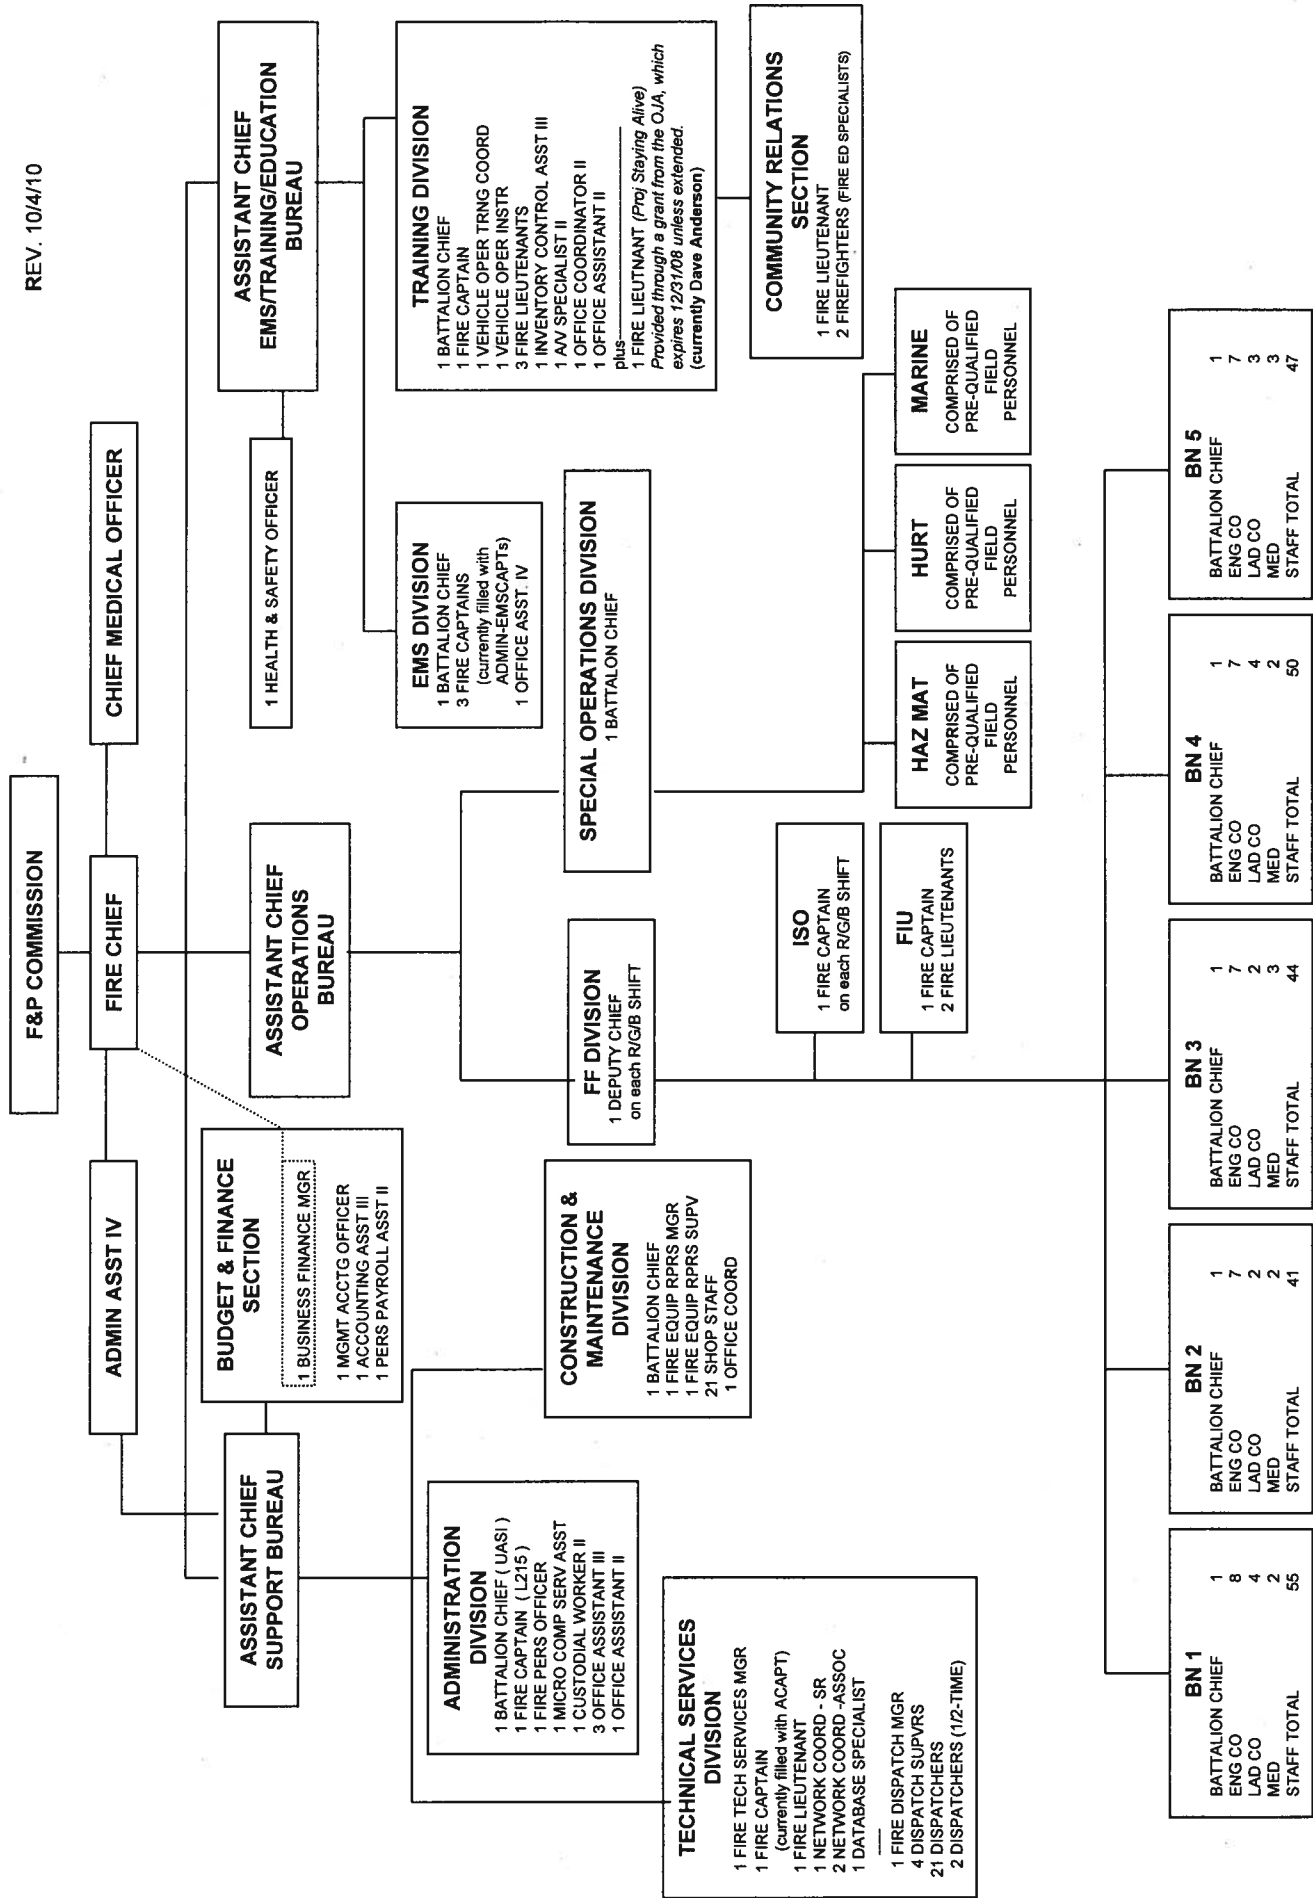 REV. 10/4/10
F&P COMMISSION
ADMIN ASST IV
FIRE CHIEF
CHIEF MEDICAL OFFICER
ASSISTANT CHIEF
SUPPORT BUREAU
BUDGET & FINANCE
SECTION
1 BUSINESS FINANCE MGR
1 MGMT ACCTG OFFICER
1 ACCOUNTING ASST III
1 PERS PAYROLL ASST II
ASSISTANT CHIEF
OPERATIONS
BUREAU
1 HEALTH & SAFETY OFFICER
ASSISTANT CHIEF
EMS/TRAINING/EDUCATION
BUREAU
ADMINISTRATION
DIVISION
1 BATTALION CHIEF ( UASI )
1 FIRE CAPTAIN ( L215 )
1 FIRE PERS OFFICER
1 MICRO COMP SERV ASST
1 CUSTODIAL WORKER II
3 OFFICE ASSISTANT III
1 OFFICE ASSISTANT II
CONSTRUCTION &
MAINTENANCE
DIVISION
1 BATTALION CHIEF
1 FIRE EQUIP RPRS MGR
1 FIRE EQUIP RPRS SUPV
21 SHOP STAFF
1 OFFICE COORD
TECHNICAL SERVICES
DIVISION
1 FIRE TECH SERVICES MGR
1 FIRE CAPTAIN
(currently filled with ACAPT)
1 FIRE LIEUTENANT
1 NETWORK COORD - SR
2 NETWORK COORD -ASSOC
1 DATABASE SPECIALIST
1 FIRE DISPATCH MGR
4 DISPATCH SUPVRS
21 DISPATCHERS
2 DISPATCHERS (1/2-TIME)
FF DIVISION
1 DEPUTY CHIEF
on each R/G/B SHIFT
SPECIAL OPERATIONS DIVISION
1 BATTALON CHIEF
EMS DIVISION
1 BATTALION CHIEF
3 FIRE CAPTAINS
(currently filled with
ADMIN-EMSCAPTs)
1 OFFICE ASST. IV
TRAINING DIVISION
1 BATTALION CHIEF
1 FIRE CAPTAIN
1 VEHICLE OPER TRNG COORD
1 VEHICLE OPER INSTR
3 FIRE LIEUTENANTS
1 INVENTORY CONTROL ASST III
1 A/V SPECIALIST II
1 OFFICE COORDINATOR II
1 OFFICE ASSISTANT II
plus----------
1 FIRE LIEUTNANT (Proj Staying Alive)
Provided through a grant from the OJA, which
expires 12/31/08 unless extended.
(currently Dave Anderson)
COMMUNITY RELATIONS
SECTION
1 FIRE LIEUTENANT
2 FIREFIGHTERS (FIRE ED SPECIALISTS)
ISO
1 FIRE CAPTAIN
on each R/G/B SHIFT
FIU
1 FIRE CAPTAIN
2 FIRE LIEUTENANTS
HAZ MAT
COMPRISED OF
PRE-QUALIFIED
FIELD
PERSONNEL
HURT
COMPRISED OF
PRE-QUALIFIED
FIELD
PERSONNEL
MARINE
COMPRISED OF
PRE-QUALIFIED
FIELD
PERSONNEL
BN 1
BATTALION CHIEF 1
ENG CO 8
LAD CO 4
MED 2
STAFF TOTAL 55
BN 2
BATTALION CHIEF 1
ENG CO 7
LAD CO 2
MED 2
STAFF TOTAL 41
BN 3
BATTALION CHIEF 1
ENG CO 7
LAD CO 2
MED 3
STAFF TOTAL 44
BN 4
BATTALION CHIEF 1
ENG CO 7
LAD CO 4
MED 2
STAFF TOTAL 50
BN 5
BATTALION CHIEF 1
ENG CO 7
LAD CO 3
MED 3
STAFF TOTAL 47